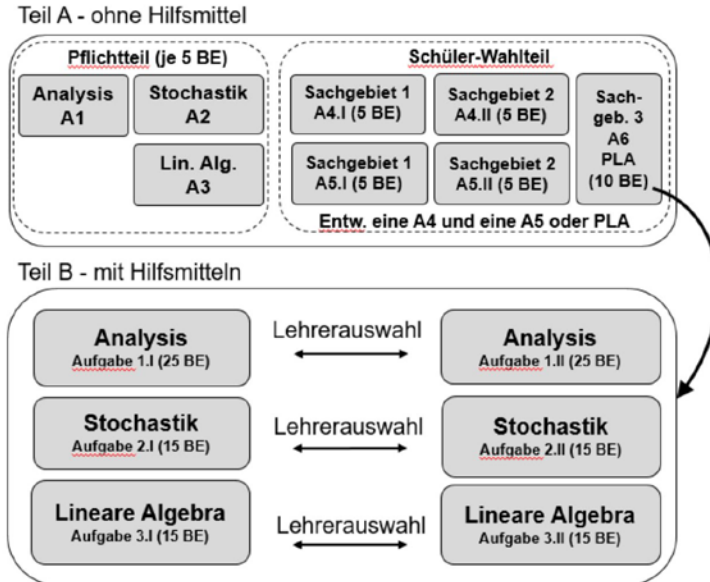 Teil A - ohne Hilfsmittel
Pflichtteil (je 5 BE)
Analysis
A1
Stochastik
A2
Lin. Alg.
A3
Schüler-Wahlteil
Sachgebiet 1
A4.I (5 BE)
Sachgebiet 2
A4.II (5 BE)
Sachgebiet 1
A5.I (5 BE)
Sachgebiet 2
A5.II (5 BE)
Sach-
geb. 3
A6
PLA
(10 BE)
Entw. eine A4 und eine A5 oder PLA
Teil B - mit Hilfsmitteln
Analysis
Aufgabe 1.I (25 BE)
Lehrerauswahl
Analysis
Aufgabe 1.II (25 BE)
Stochastik
Aufgabe 2.I (15 BE)
Lehrerauswahl
Stochastik
Aufgabe 2.II (15 BE)
Lineare Algebra
Aufgabe 3.I (15 BE)
Lehrerauswahl
Lineare Algebra
Aufgabe 3.II (15 BE)